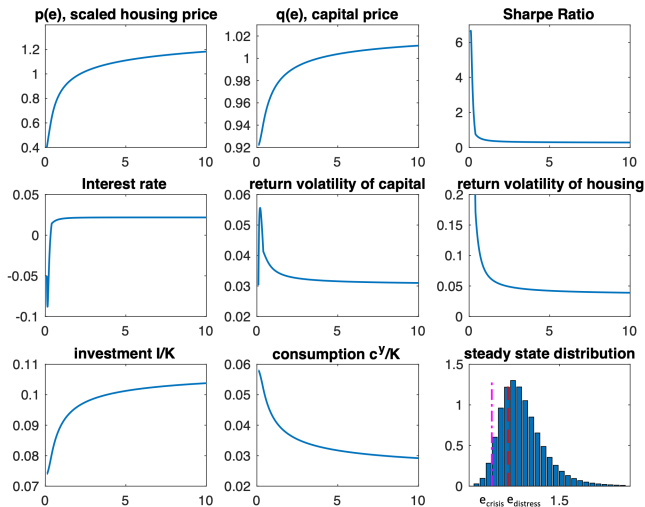 p(e), scaled housing price
q(e), capital price
Sharpe Ratio
1.2
1
0.8
0.6
0.4
0 5 10
1.02
1
0.98
0.96
0.94
0.92
0 5 10
6
4
2
0
0 5 10
Interest rate
return volatility of capital
return volatility of housing
0.05
0
-0.05
-0.1
0 5 10
0.06
0.05
0.04
0.03
0.02
0 5 10
0.2
0.15
0.1
0.05
0
0 5 10
investment I/K
consumption c^y/K
steady state distribution
0.11
0.1
0.09
0.08
0.07
0 5 10
0.06
0.05
0.04
0.03
0.02
0 5 10
1.5
1
0.5
0
e_crisis e_distress 1.5